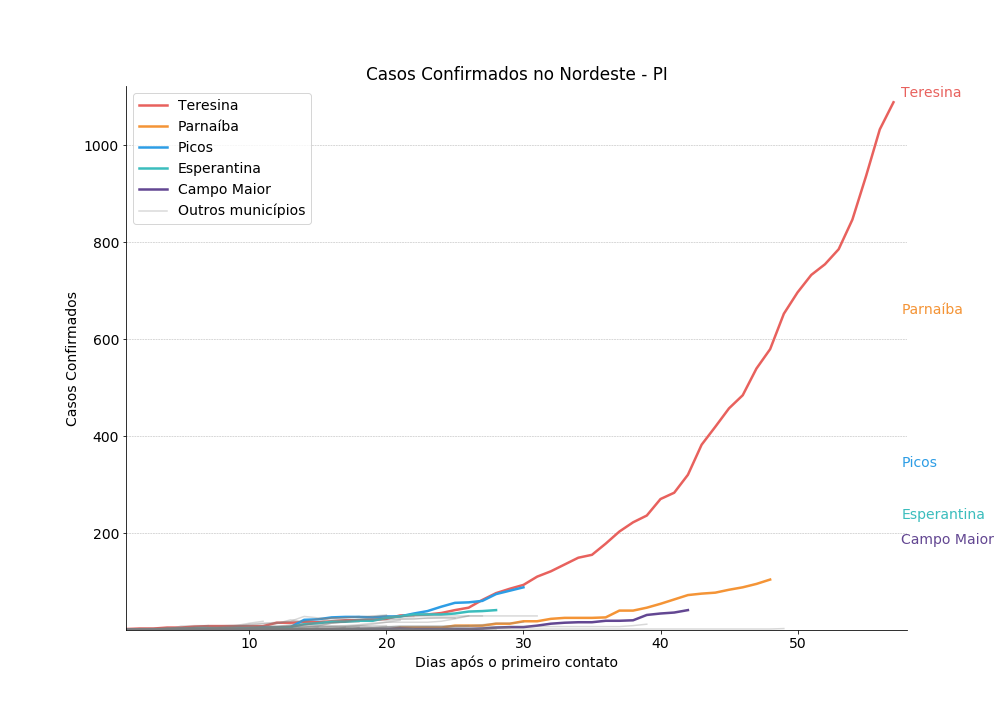 Casos Confirmados no Nordeste - PI
Teresina
Parnaíba
Picos
Esperantina
Campo Maior
Outros municípios
Casos Confirmados
1000
800
600
400
200
10
20
30
40
50
Dias após o primeiro contato
Teresina
Parnaíba
Picos
Esperantina
Campo Maior